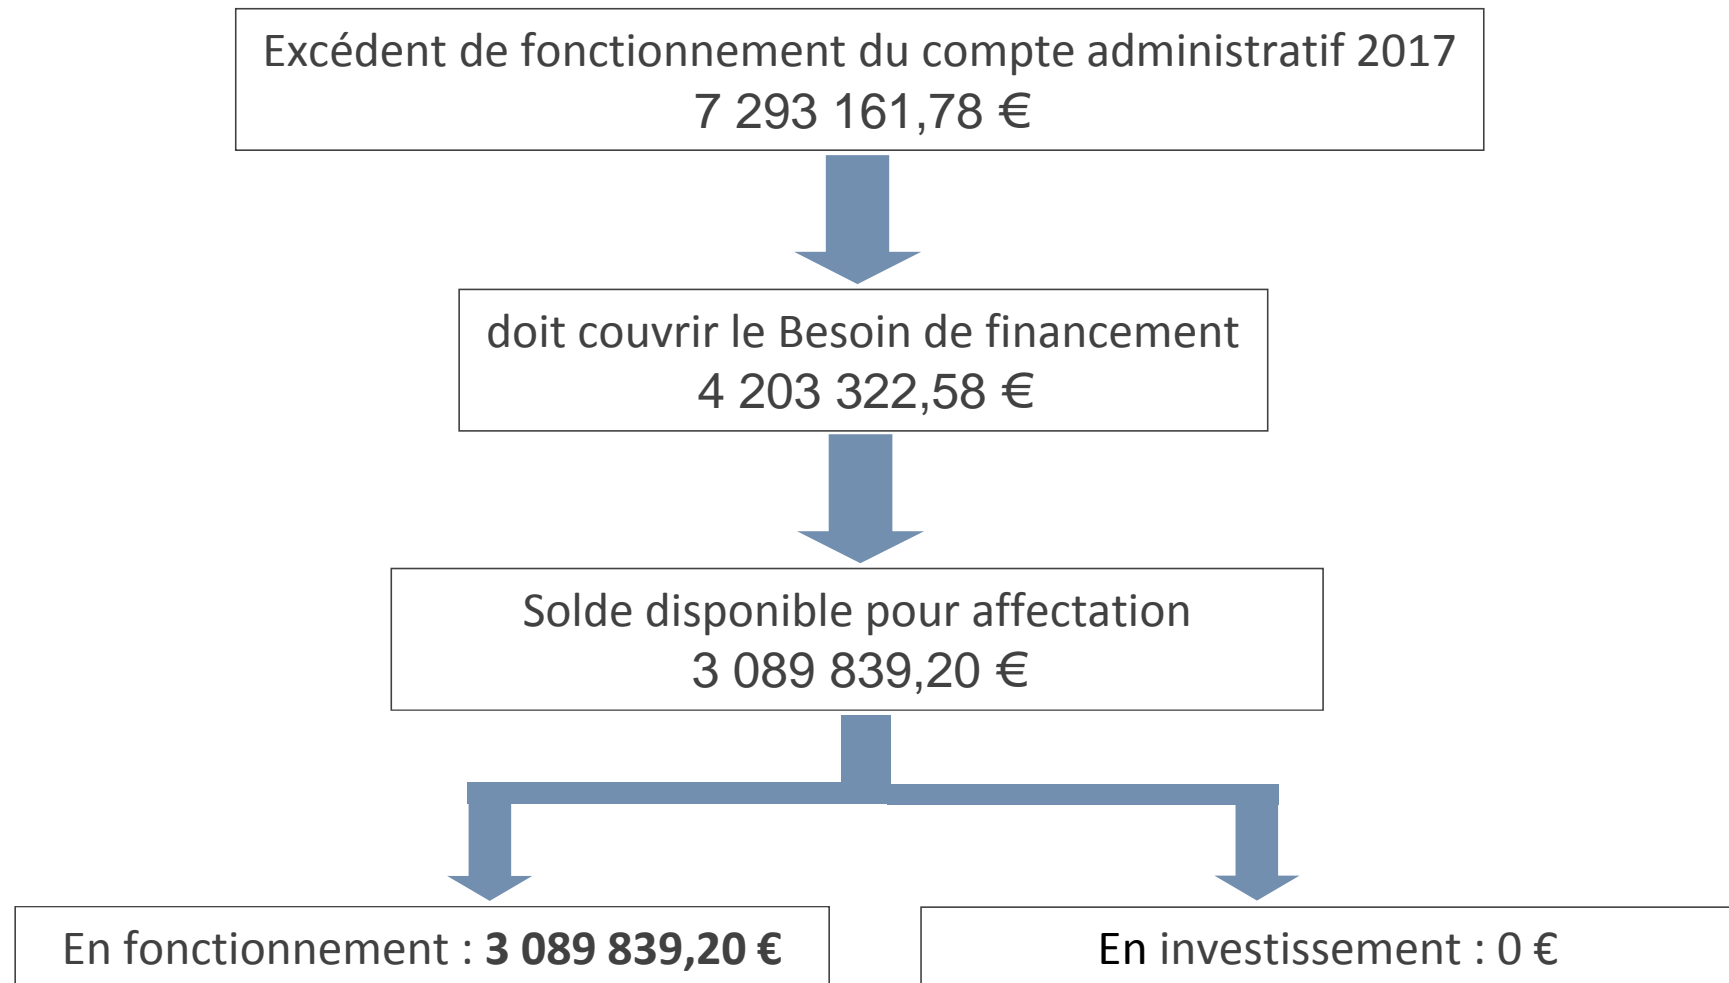 Excédent de fonctionnement du compte administratif 2017
7 293 161,78 €
doit couvrir le Besoin de financement
4 203 322,58 €
Solde disponible pour affectation
3 089 839,20 €
En fonctionnement : 3 089 839,20 €
En investissement : 0 €